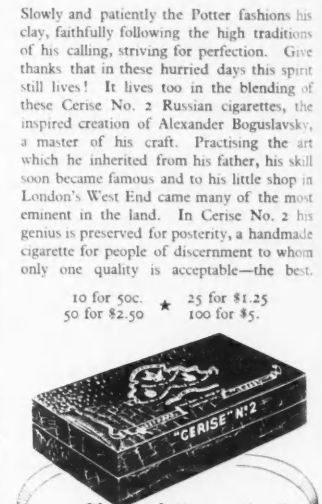 Slowly and patiently the Potter fashions his
clay, faithfully following the high traditions
of his calling, striving for perfection. Give
thanks that in these hurried days this spirit
still lives! It lives too in the blending of
these Cerise No. 2 Russian cigarettes, the
inspired creation of Alexander Boguslavsky,
a master of his craft. Practising the art
which he inherited from his father, his skill
soon became famous and to his little shop in
London's West End came many of the most
eminent in the land. In Cerise No. 2 his
genius is preserved for posterity, a handmade
cigarette for people of discernment to whom
only one quality is acceptable—the best.
10 for 50c. ★ 25 for $1.25
50 for $2.50 100 for $5.
"CERISE" Nº2